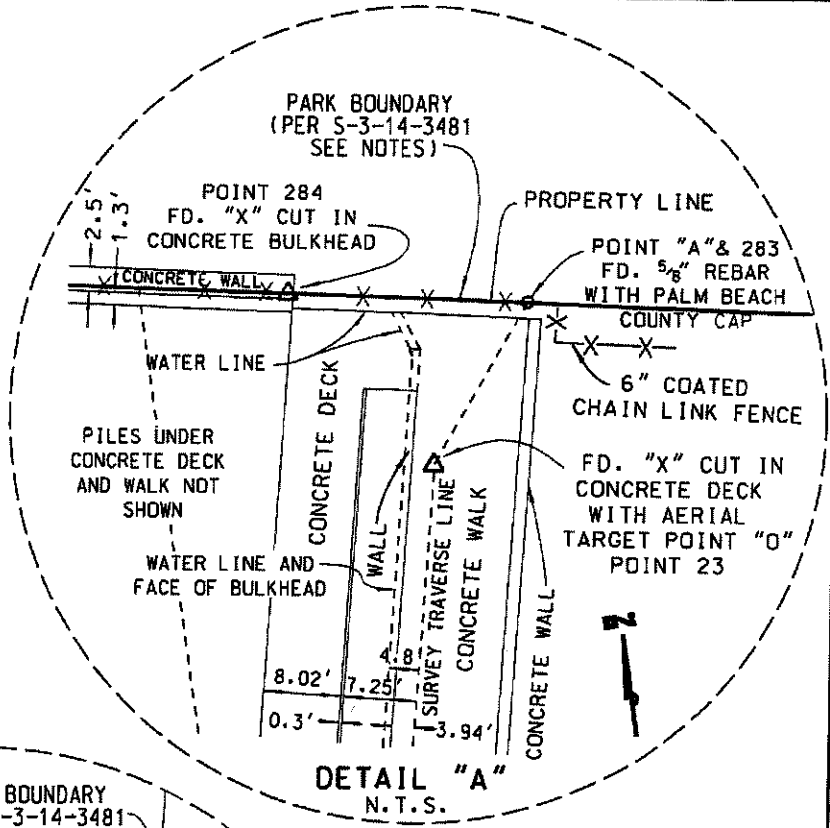 PARK BOUNDARY
(PER S-3-14-3481
SEE NOTES)
POINT 284
FD. "X" CUT IN
CONCRETE BULKHEAD
PROPERTY LINE
POINT "A"& 283
FD. 5/8" REBAR
WITH PALM BEACH
COUNTY CAP
2.5'
1.3'
CONCRETE WALL
WATER LINE
6" COATED
CHAIN LINK FENCE
PILES UNDER
CONCRETE DECK
AND WALK NOT
SHOWN
CONCRETE DECK
WALL
SURVEY TRAVERSE LINE
CONCRETE WALK
CONCRETE WALL
FD. "X" CUT IN
CONCRETE DECK
WITH AERIAL
TARGET POINT "O"
POINT 23
WATER LINE AND
FACE OF BULKHEAD
4.8'
8.02'
7.25'
0.3'
3.94'
DETAIL "A"
N.T.S.
BOUNDARY
-3-14-3481